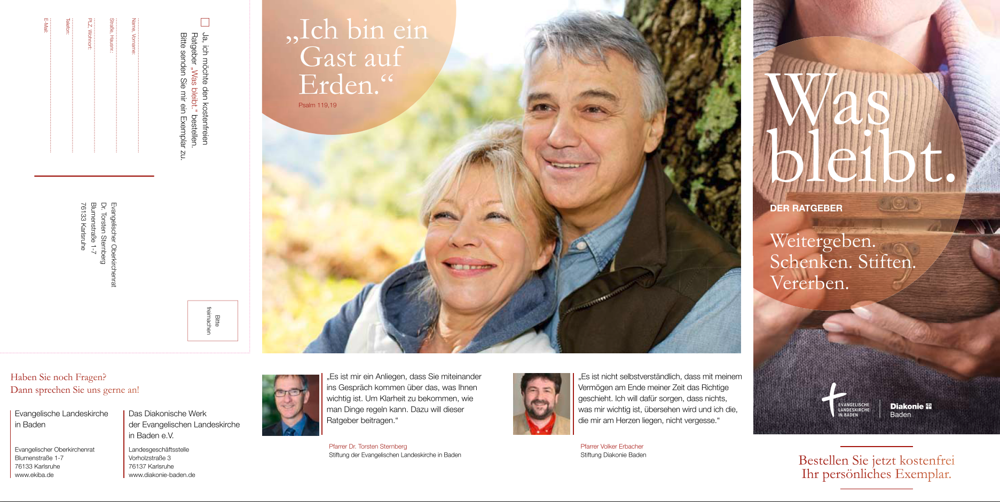 Ja, ich möchte den kostenfreien
Ratgeber „Was bleibt.“ bestellen.
Bitte senden Sie mir ein Exemplar zu.
Name, Vorname:
Straße, Hausnr.:
PLZ, Wohnort:
Telefon:
E-Mail:
Evangelischer Oberkirchenrat
Dr. Torsten Sternberg
Blumenstraße 1-7
76133 Karlsruhe
Bitte
freimachen
Haben Sie noch Fragen?
Dann sprechen Sie uns gerne an!
Evangelische Landeskirche
in Baden
Evangelischer Oberkirchenrat
Blumenstraße 1-7
76133 Karlsruhe
www.ekiba.de
Das Diakonische Werk
der Evangelischen Landeskirche
in Baden e.V.
Landesgeschäftsstelle
Vorholzstraße 3
76137 Karlsruhe
www.diakonie-baden.de
„Ich bin ein
Gast auf
Erden.“
Psalm 119,19
„Es ist mir ein Anliegen, dass Sie miteinander
ins Gespräch kommen über das, was Ihnen
wichtig ist. Um Klarheit zu bekommen, wie
man Dinge regeln kann. Dazu will dieser
Ratgeber beitragen.“
Pfarrer Dr. Torsten Sternberg
Stiftung der Evangelischen Landeskirche in Baden
„Es ist nicht selbstverständlich, dass mit meinem
Vermögen am Ende meiner Zeit das Richtige
geschieht. Ich will dafür sorgen, dass nichts,
was mir wichtig ist, übersehen wird und ich die,
die mir am Herzen liegen, nicht vergesse.“
Pfarrer Volker Erbacher
Stiftung Diakonie Baden
Was
bleibt.
DER RATGEBER
Weitergeben.
Schenken. Stiften.
Vererben.
EVANGELISCHE
LANDESKIRCHE
IN BADEN
Diakonie
Baden
Bestellen Sie jetzt kostenfrei
Ihr persönliches Exemplar.